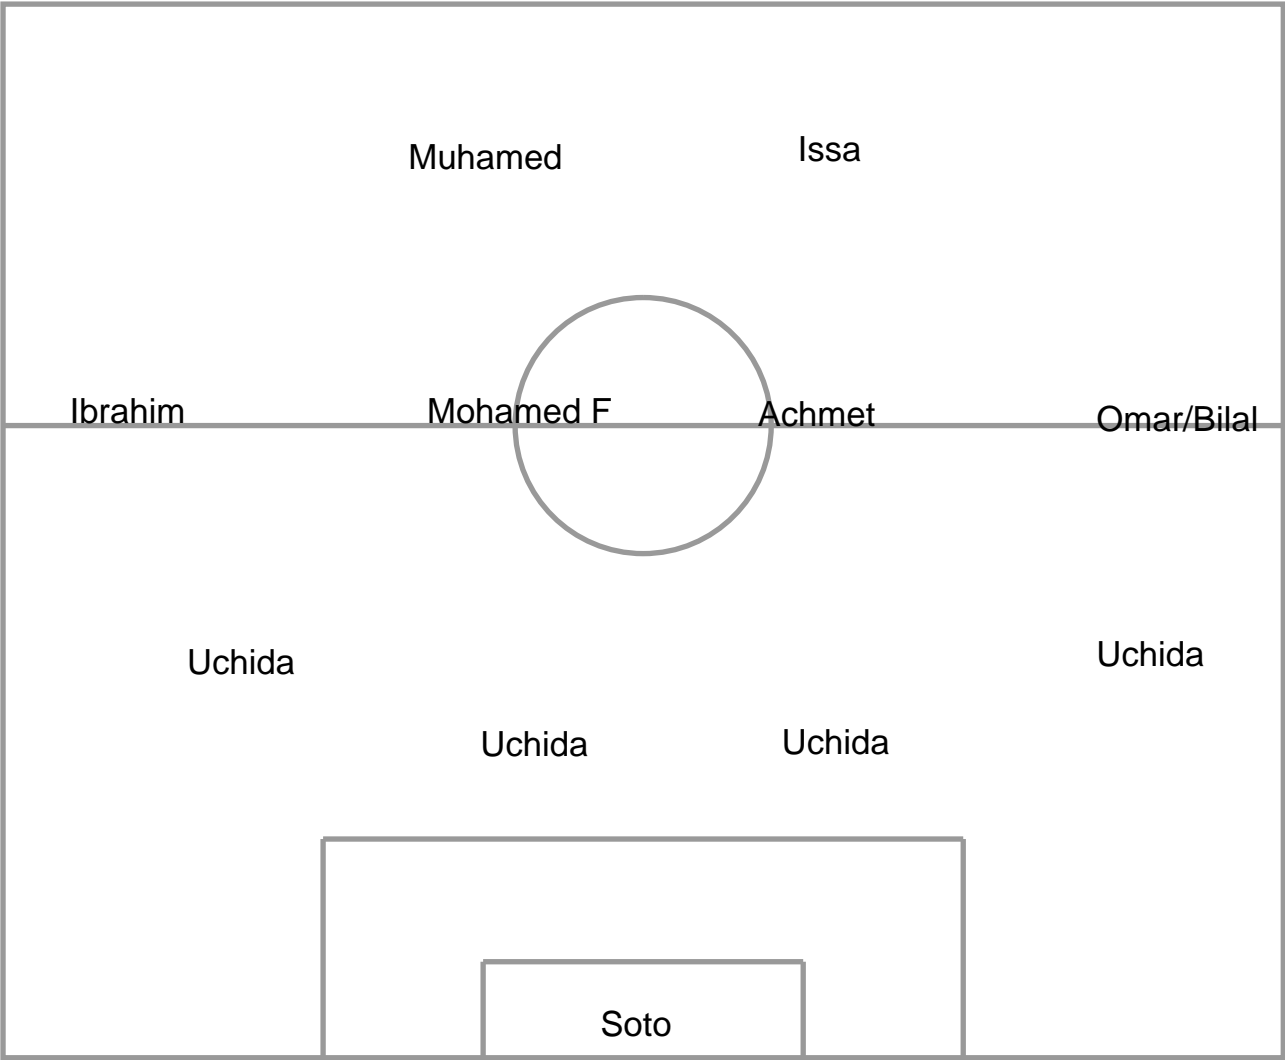 Muhamed
Issa
Ibrahim
Mohamed F
Achmet
Omar/Bilal
Uchida
Uchida
Uchida
Uchida
Soto